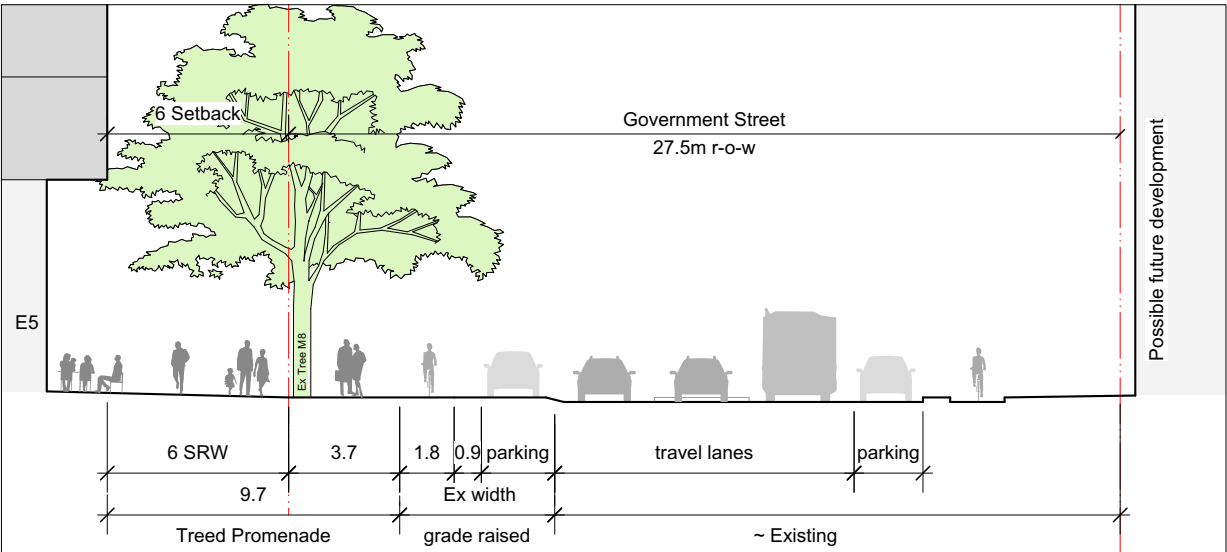 6 Setback
Government Street
27.5m r-o-w
Possible future development
E5
Ex Tree M8
6 SRW
3.7
1.8
0.9
parking
travel lanes
parking
9.7
Ex width
Treed Promenade
grade raised
~ Existing